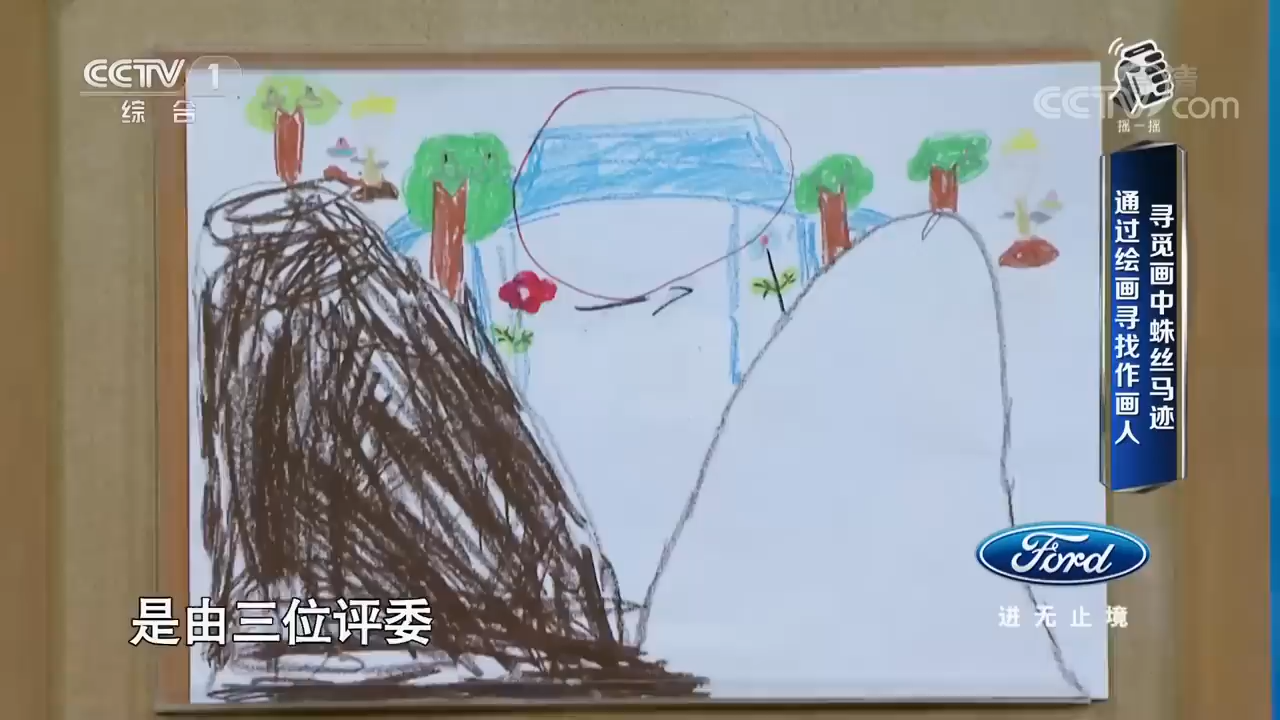 CCTV 1
综合
CCTV com
摇一摇
寻觅画中蛛丝马迹
通过绘画寻找作画人
Ford
进无止境
是由三位评委